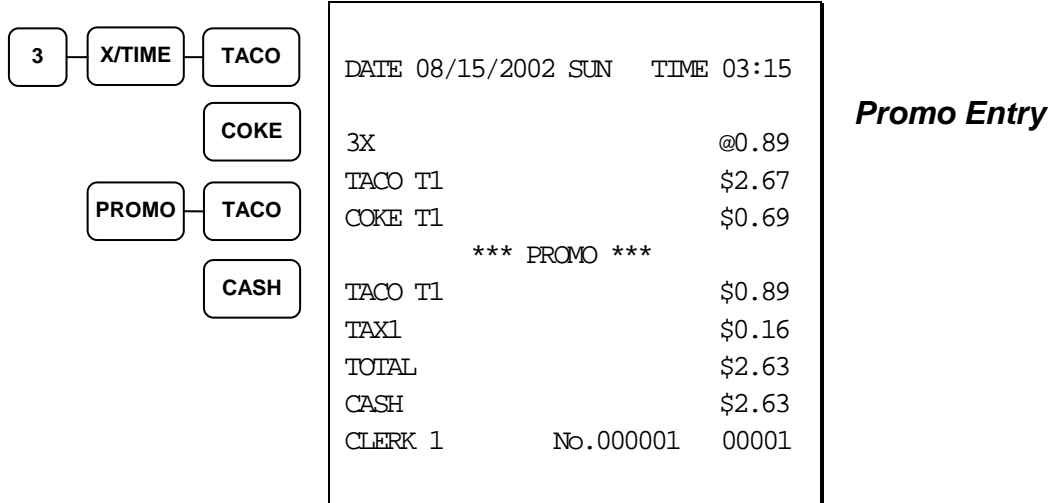 3 X/TIME TACO
COKE
PROMO TACO
CASH
DATE 08/15/2002 SUN TIME 03:15
3X @0.89
TACO T1 $2.67
COKE T1 $0.69
*** PROMO ***
TACO T1 $0.89
TAX1 $0.16
TOTAL $2.63
CASH $2.63
CLERK 1 No.000001 00001
Promo Entry